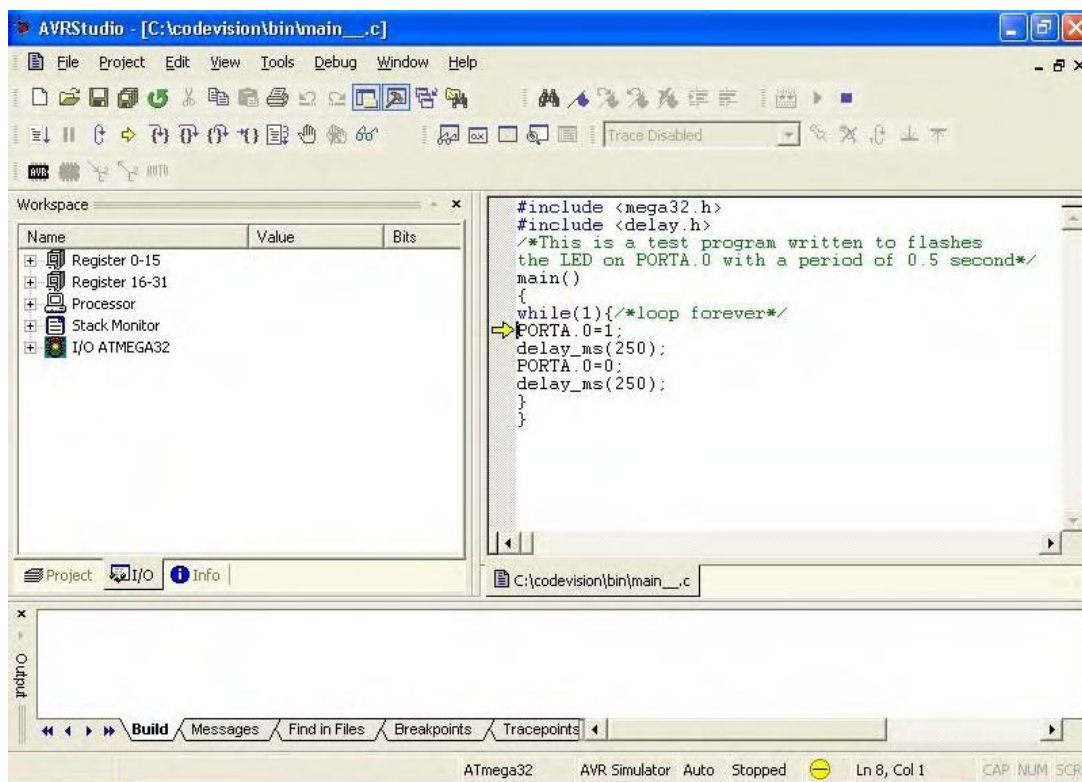 AVRStudio - [C:\codevision\bin\main__.c]
File Project Edit View Tools Debug Window Help
Trace Disabled
AVR AUTO
Workspace
Name Value Bits
Register 0-15
Register 16-31
Processor
Stack Monitor
I/O ATMEGA32
Project I/O Info
#include <mega32.h>
#include <delay.h>
/*This is a test program written to flashes
the LED on PORTA.0 with a period of 0.5 second*/
main()
{
while(1){/*loop forever*/
PORTA.0=1;
delay_ms(250);
PORTA.0=0;
delay_ms(250);
}
}
C:\codevision\bin\main__.c
Output
Build Messages Find in Files Breakpoints Tracepoints
ATmega32 AVR Simulator Auto Stopped Ln 8, Col 1 CAP NUM SCR